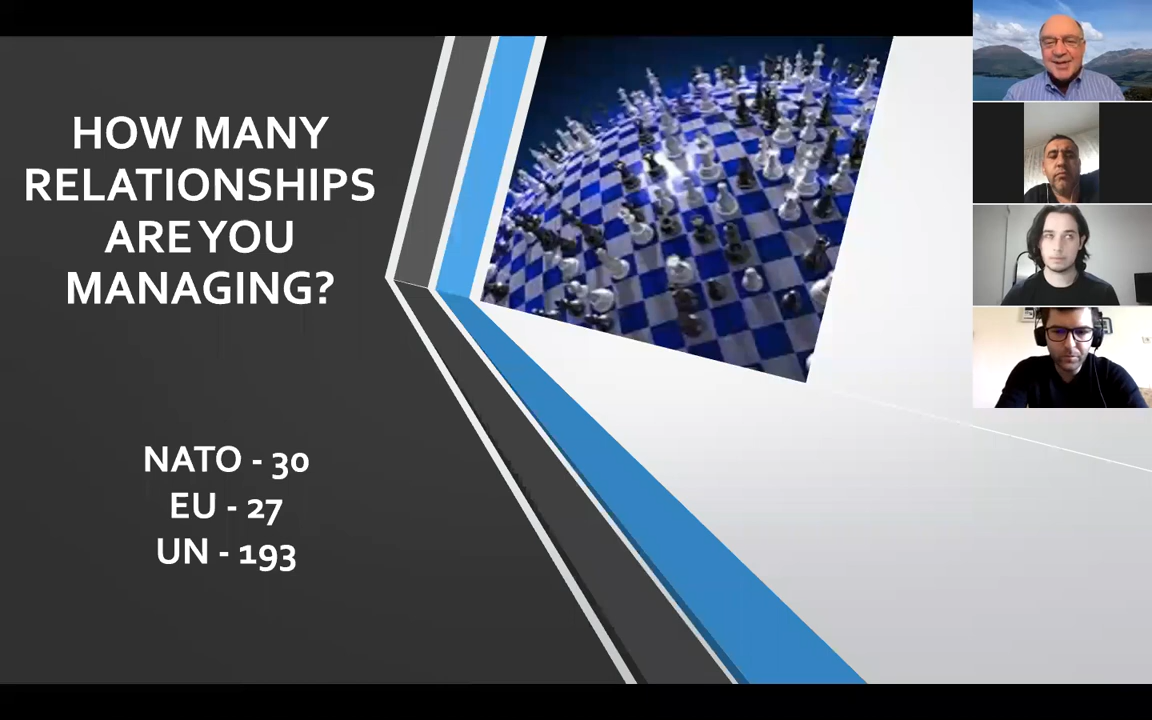 HOW MANY
RELATIONSHIPS
ARE YOU
MANAGING?
NATO - 30
EU - 27
UN - 193